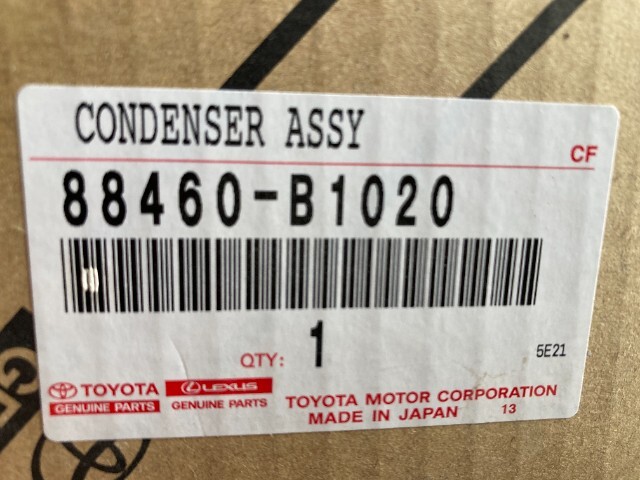 CONDENSER ASSY
CF
88460-B1020
QTY: 1
5E21
TOYOTA
GENUINE PARTS
LEXUS
GENUINE PARTS
TOYOTA MOTOR CORPORATION
MADE IN JAPAN 13